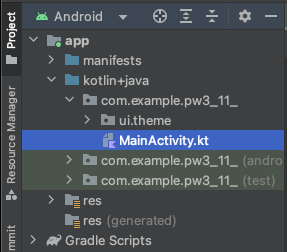 Android
Project
app
manifests
kotlin+java
com.example.pw3_11_
ui.theme
MainActivity.kt
com.example.pw3_11_ (andro
com.example.pw3_11_ (test)
res
res (generated)
Gradle Scripts
Resource Manager
mmit